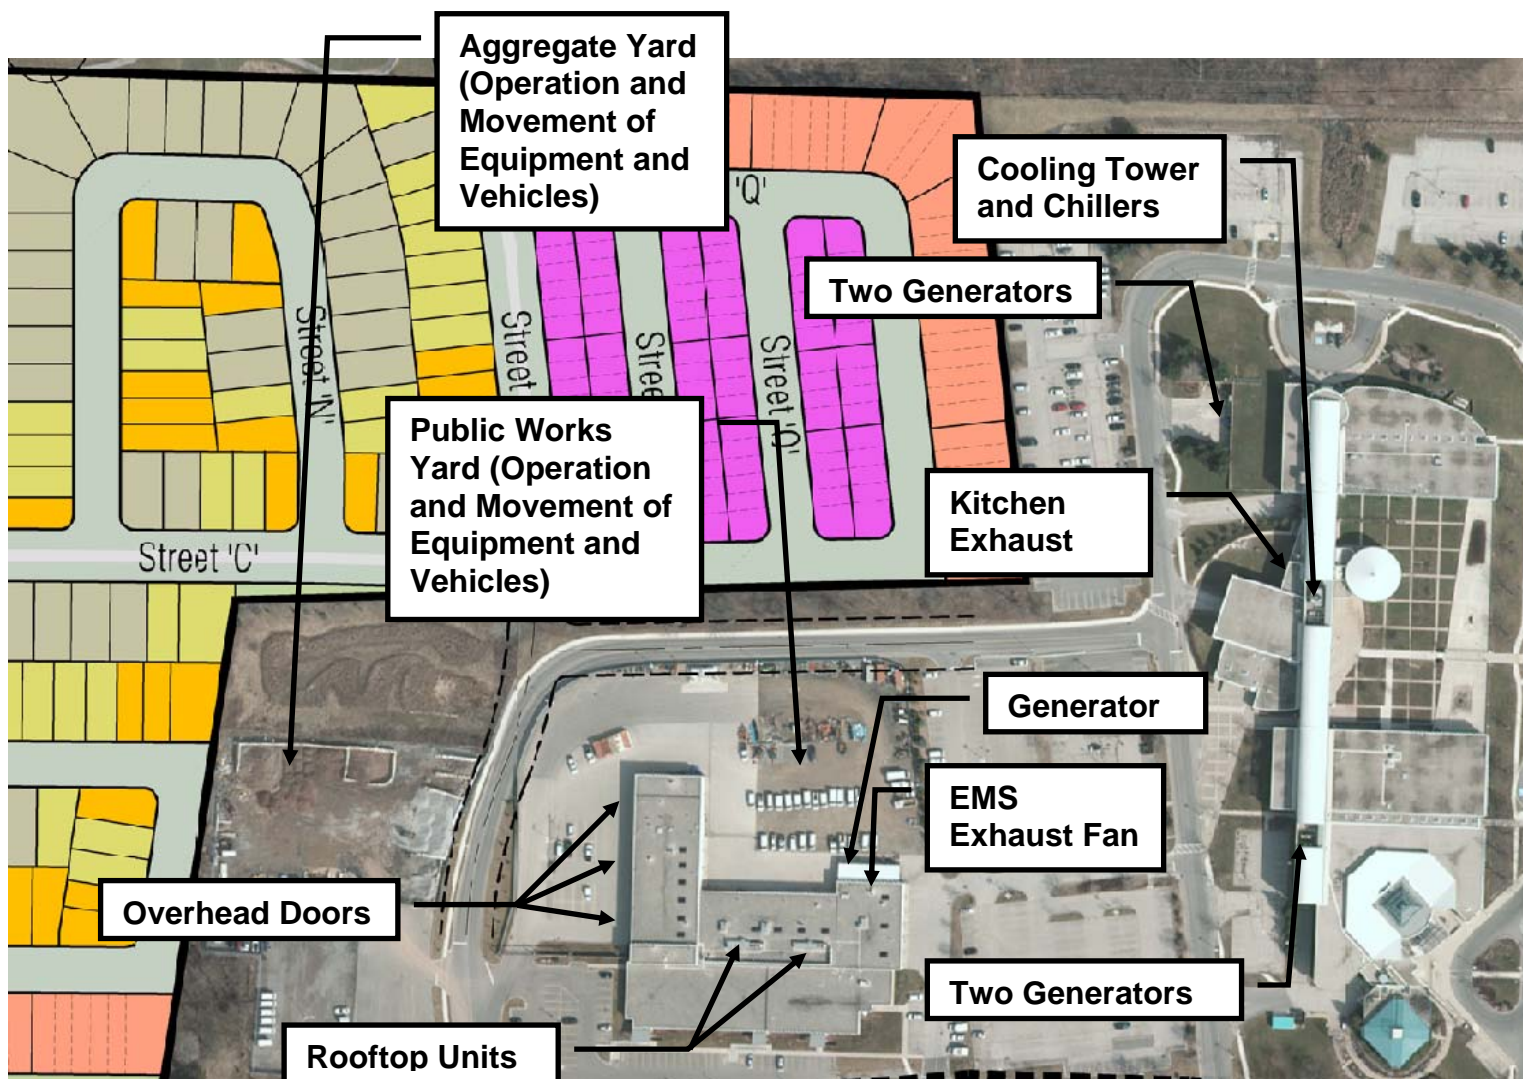 Aggregate Yard
(Operation and
Movement of
Equipment and
Vehicles)
Cooling Tower
and Chillers
'Q'
Two Generators
Street 'N'
Street
Stree
Street 'Q'
Public Works
Yard (Operation
and Movement of
Equipment and
Vehicles)
Kitchen
Exhaust
Street 'C'
Generator
EMS
Exhaust Fan
Overhead Doors
Two Generators
Rooftop Units